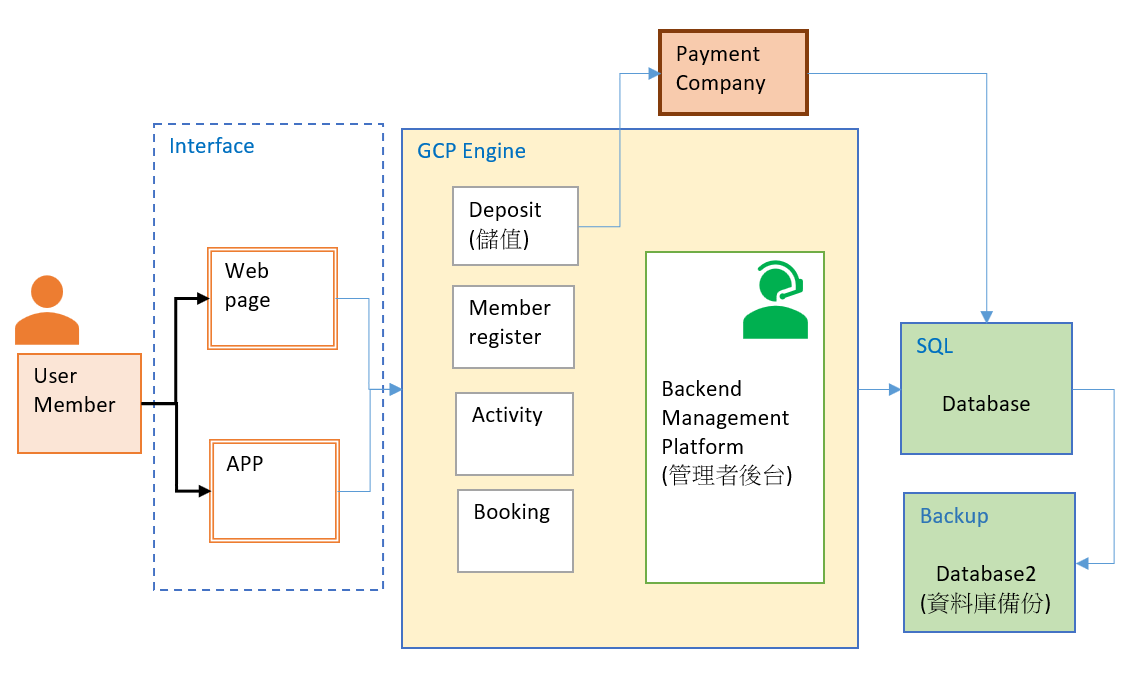 Payment
Company
Interface
GCP Engine
Deposit
(儲值)
Member
register
Activity
Booking
Web
page
APP
User
Member
Backend
Management
Platform
(管理者後台)
SQL
Database
Backup
Database2
(資料庫備份)